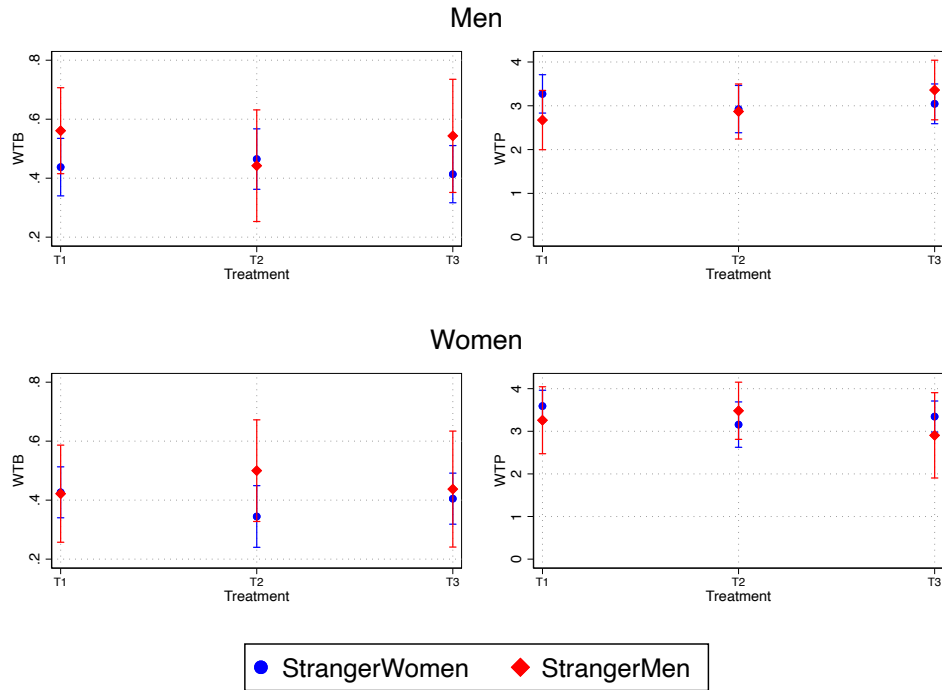 Men
.8
.6
.4
.2
WTB
T1 T2 T3
Treatment
4
3
2
1
0
WTP
T1 T2 T3
Treatment
Women
.8
.6
.4
.2
WTB
T1 T2 T3
Treatment
4
3
2
1
0
WTP
T1 T2 T3
Treatment
StrangerWomen StrangerMen